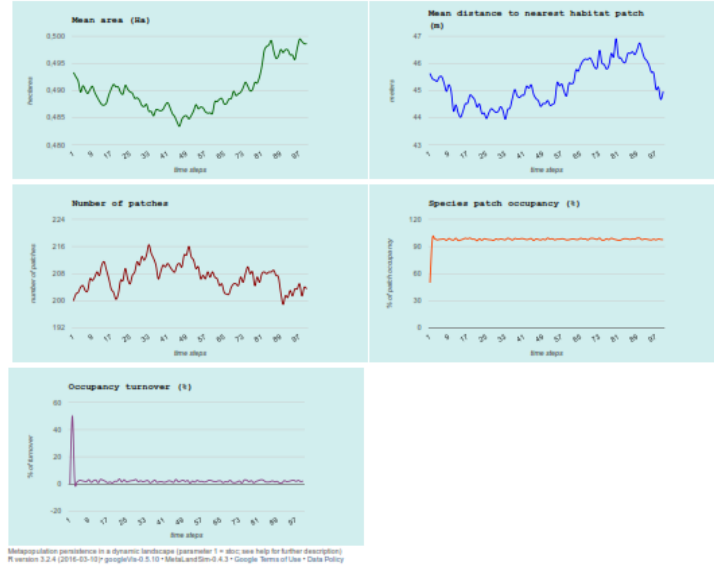 Mean area (Ha)
0,500
0,495
0,490
0,485
0,480
hectares
1 9 17 25 33 41 49 57 65 73 81 89 97
time steps
Mean distance to nearest habitat patch
(m)
47
46
45
44
43
meters
1 9 17 25 33 41 49 57 65 73 81 89 97
time steps
Number of patches
224
216
208
200
192
number of patches
1 9 17 25 33 41 49 57 65 73 81 89 97
time steps
Species patch occupancy (%)
120
90
60
30
0
% of patch occupancy
1 9 17 25 33 41 49 57 65 73 81 89 97
time steps
Occupancy turnover (%)
60
40
20
0
-20
% of turnover
1 9 17 25 33 41 49 57 65 73 81 89 97
time steps
Metapopulation persistence in a dynamic landscape (parameter 1 = stoc; see help for further description)
R version 3.2.4 (2016-03-10)• googleVis-0.5.10 • MetaLandSim-0.4.3 • Google Terms of Use • Data Policy